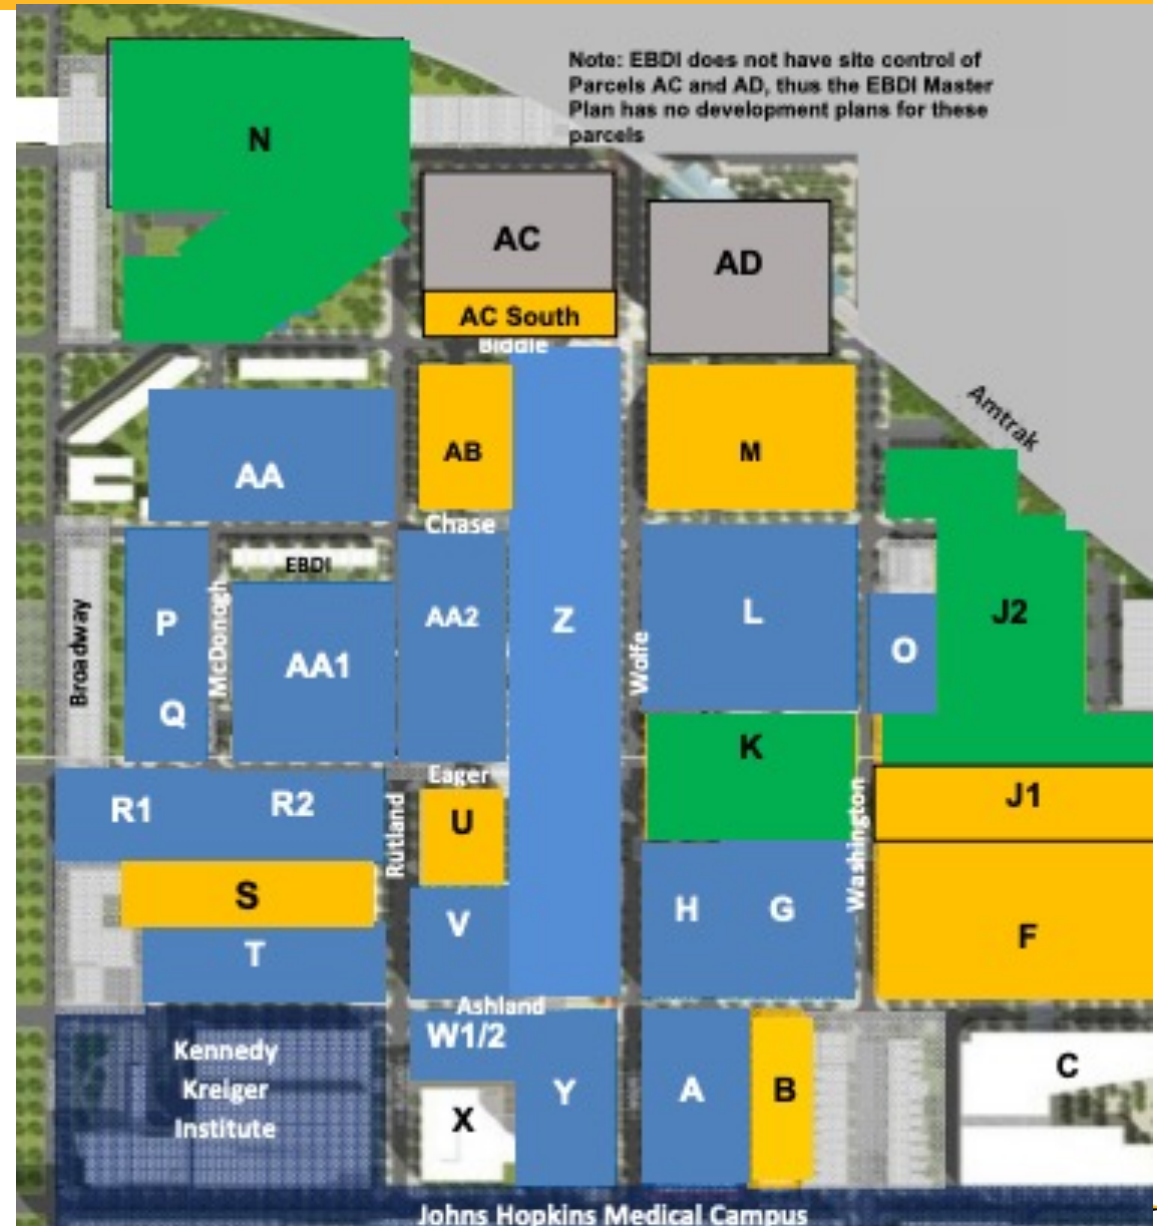 Note: EBDI does not have site control of
Parcels AC and AD, thus the EBDI Master
Plan has no development plans for these
parcels
N
AC
AD
AC South
Biddle
Amtrak
AA
AB
M
Chase
EBDI
Broadway
P
McDonogh
AA1
AA2
Z
Wolfe
L
O
J2
Q
K
Eager
R1
R2
Rutland
U
Washington
J1
S
V
H
G
F
T
Ashland
W1/2
Kennedy
Kreiger
Institute
X
Y
A
B
C
Johns Hopkins Medical Campus